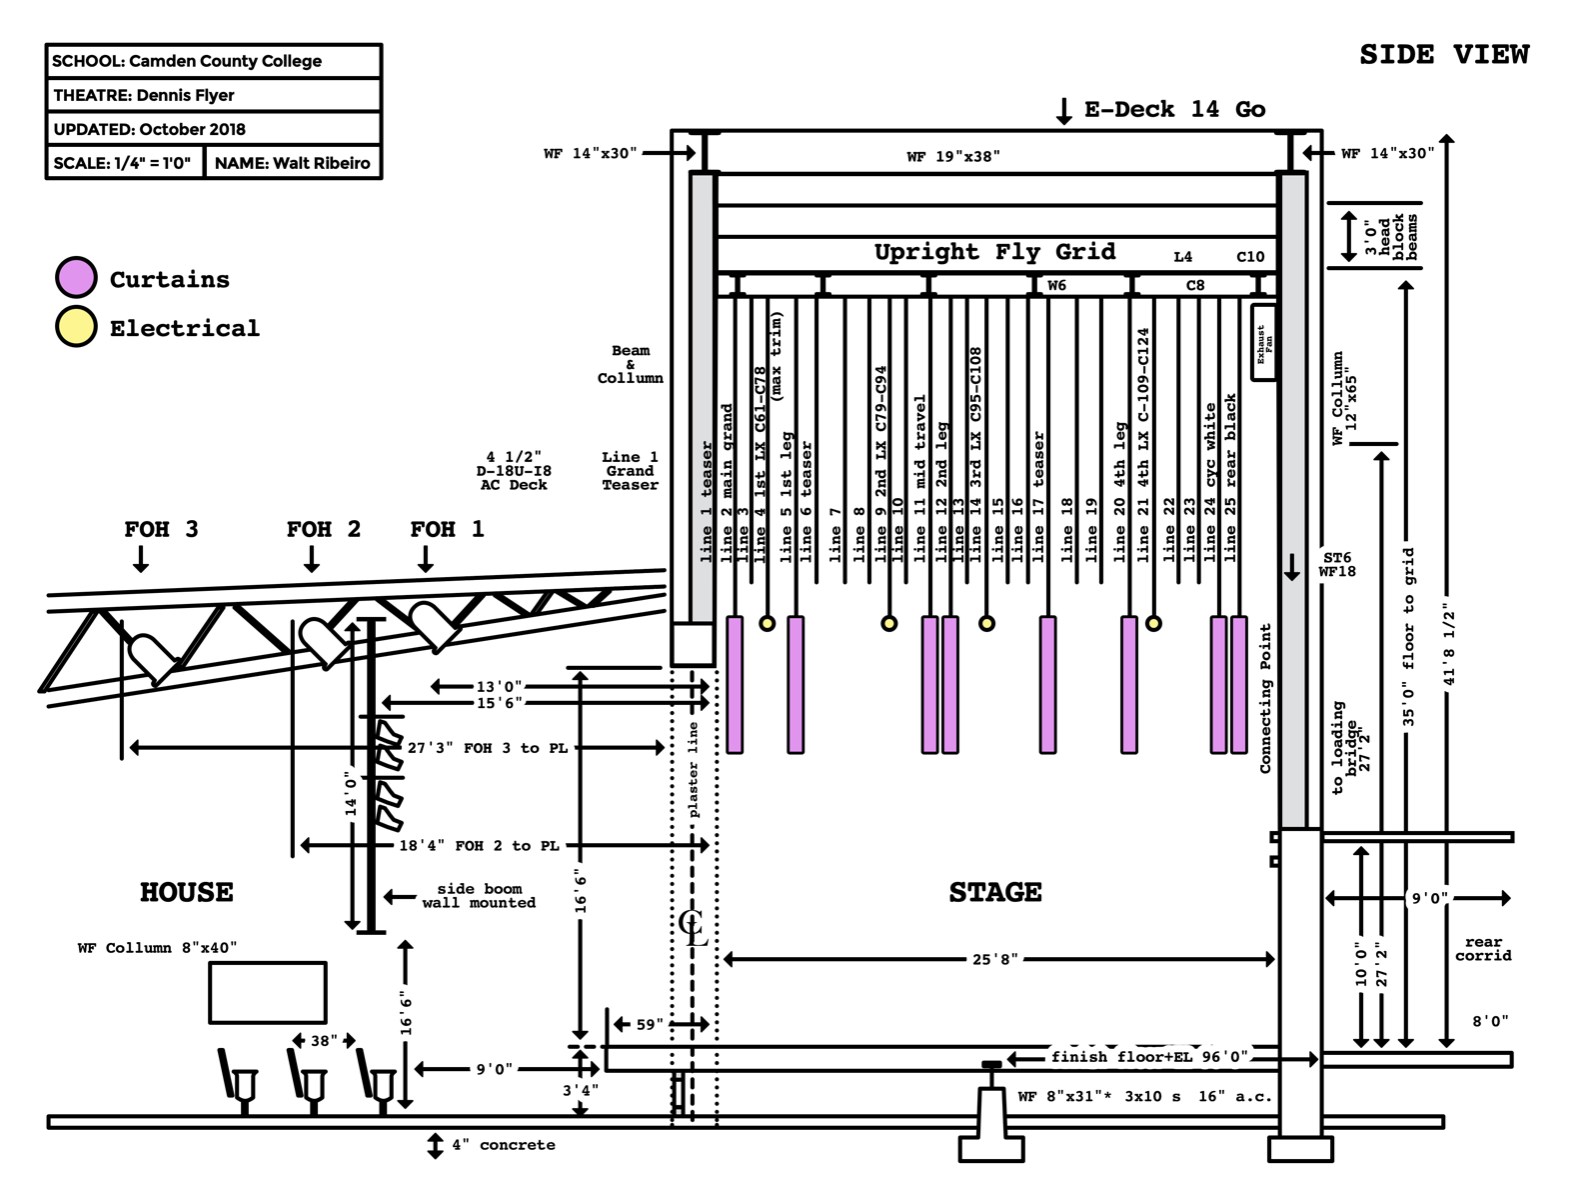 SCHOOL: Camden County College
THEATRE: Dennis Flyer
UPDATED: October 2018
SCALE: 1/4" = 1'0"
NAME: Walt Ribeiro
SIDE VIEW
E-Deck 14 Go
WF 14"x30"
WF 19"x38"
WF 14"x30"
3'0"
head
block
beams
Upright Fly Grid
L4
C10
W6
C8
Curtains
Electrical
Exhaust
Fan
Beam
&
Collumn
4 1/2"
D-18U-I8
AC Deck
Line 1
Grand
Teaser
line 1 teaser
line 2 main grand
line 3
line 4 1st LX C61-C78
(max trim)
line 5 1st leg
line 6 teaser
line 7
line 8
line 9 2nd LX C79-C94
line 10
line 11 mid travel
line 12 2nd leg
line 13
line 14 3rd LX C95-C108
line 15
line 16
line 17 teaser
line 18
line 19
line 20 4th leg
line 21 4th LX C-109-C124
line 22
line 23
line 24 cyc white
line 25 rear black
WF Collumn
12"x65"
FOH 3
FOH 2
FOH 1
ST6
WF18
35'0" floor to grid
41'8 1/2"
Connecting Point
to loading
bridge
27'2"
13'0"
15'6"
27'3" FOH 3 to PL
plaster line
14'0"
18'4" FOH 2 to PL
16'6"
HOUSE
side boom
wall mounted
STAGE
CL
9'0"
WF Collumn 8"x40"
25'8"
10'0"
27'2"
rear
corrid
16'6"
59"
8'0"
38"
finish floor+EL 96'0"
9'0"
3'4"
WF 8"x31"* 3x10 s 16" a.c.
4" concrete